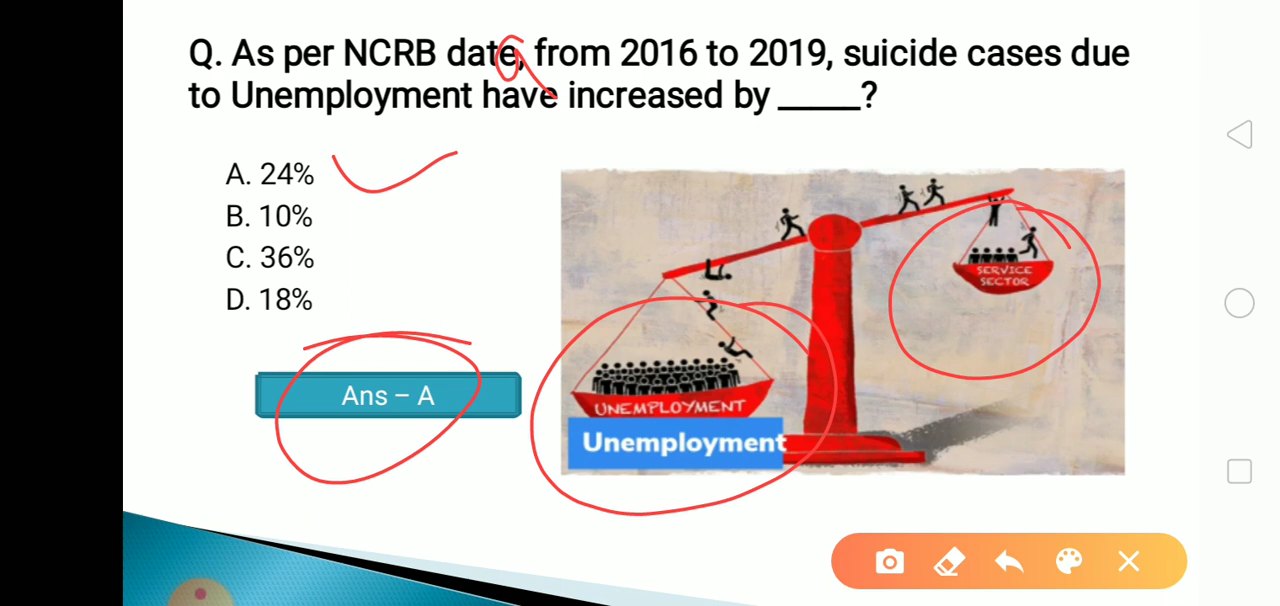 Q. As per NCRB date, from 2016 to 2019, suicide cases due
to Unemployment have increased by _____?
A. 24%
B. 10%
C. 36%
D. 18%
Ans – A
SERVICE
SECTOR
UNEMPLOYMENT
Unemployment